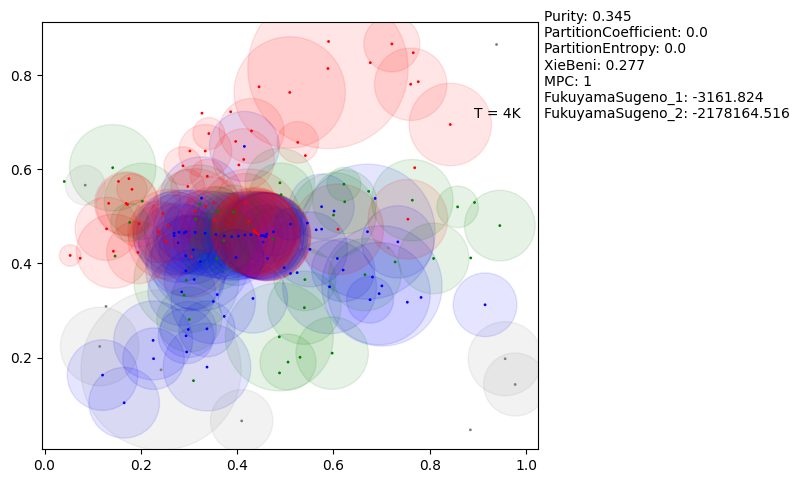 Purity: 0.345
PartitionCoefficient: 0.0
PartitionEntropy: 0.0
XieBeni: 0.277
MPC: 1
FukuyamaSugeno_1: -3161.824
FukuyamaSugeno_2: -2178164.516
T = 4K
0.8
0.6
0.4
0.2
0.0 0.2 0.4 0.6 0.8 1.0